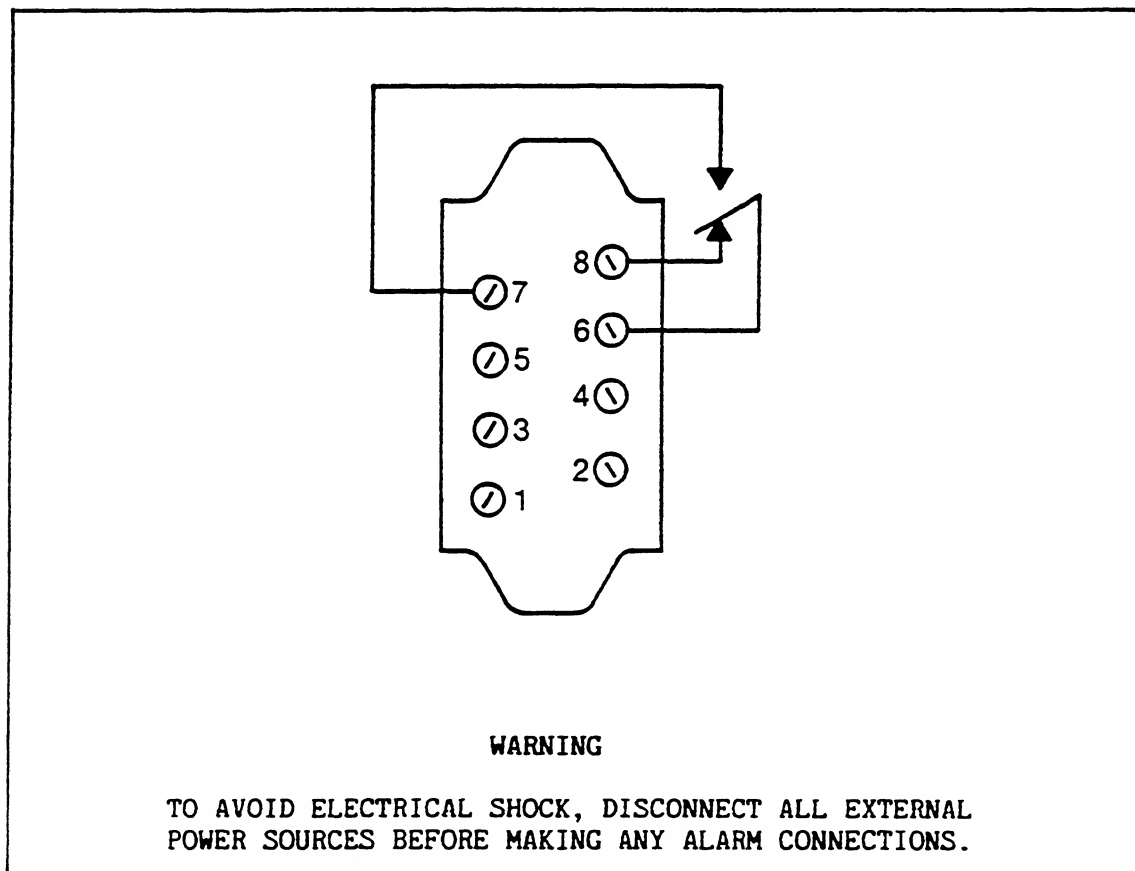 8
7
6
5
4
3
2
1
WARNING
TO AVOID ELECTRICAL SHOCK, DISCONNECT ALL EXTERNAL
POWER SOURCES BEFORE MAKING ANY ALARM CONNECTIONS.